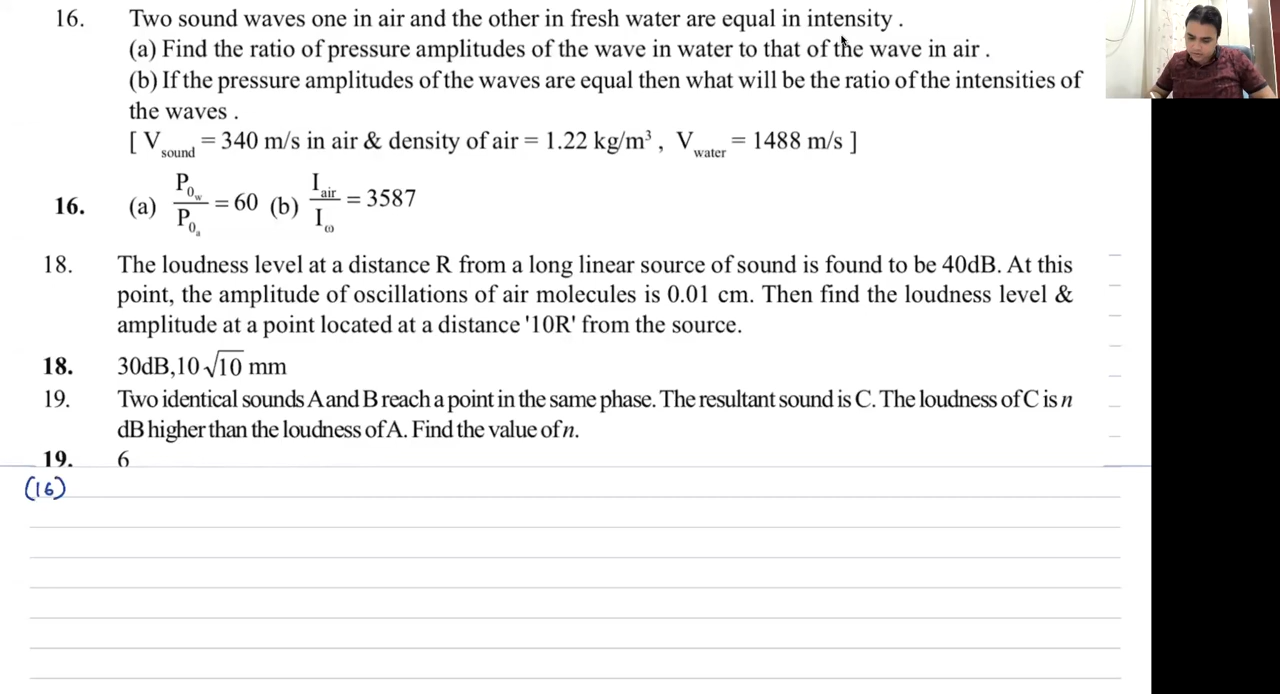 16. Two sound waves one in air and the other in fresh water are equal in intensity .
(a) Find the ratio of pressure amplitudes of the wave in water to that of the wave in air .
(b) If the pressure amplitudes of the waves are equal then what will be the ratio of the intensities of
the waves .
[ V_sound = 340 m/s in air & density of air = 1.22 kg/m³ , V_water = 1488 m/s ]
16. (a) P_0w / P_0a = 60 (b) I_air / I_ω = 3587
18. The loudness level at a distance R from a long linear source of sound is found to be 40dB. At this
point, the amplitude of oscillations of air molecules is 0.01 cm. Then find the loudness level &
amplitude at a point located at a distance '10R' from the source.
18. 30dB,10 √10 mm
19. Two identical sounds A and B reach a point in the same phase. The resultant sound is C. The loudness of C is n
dB higher than the loudness of A. Find the value of n.
19. 6
(16)